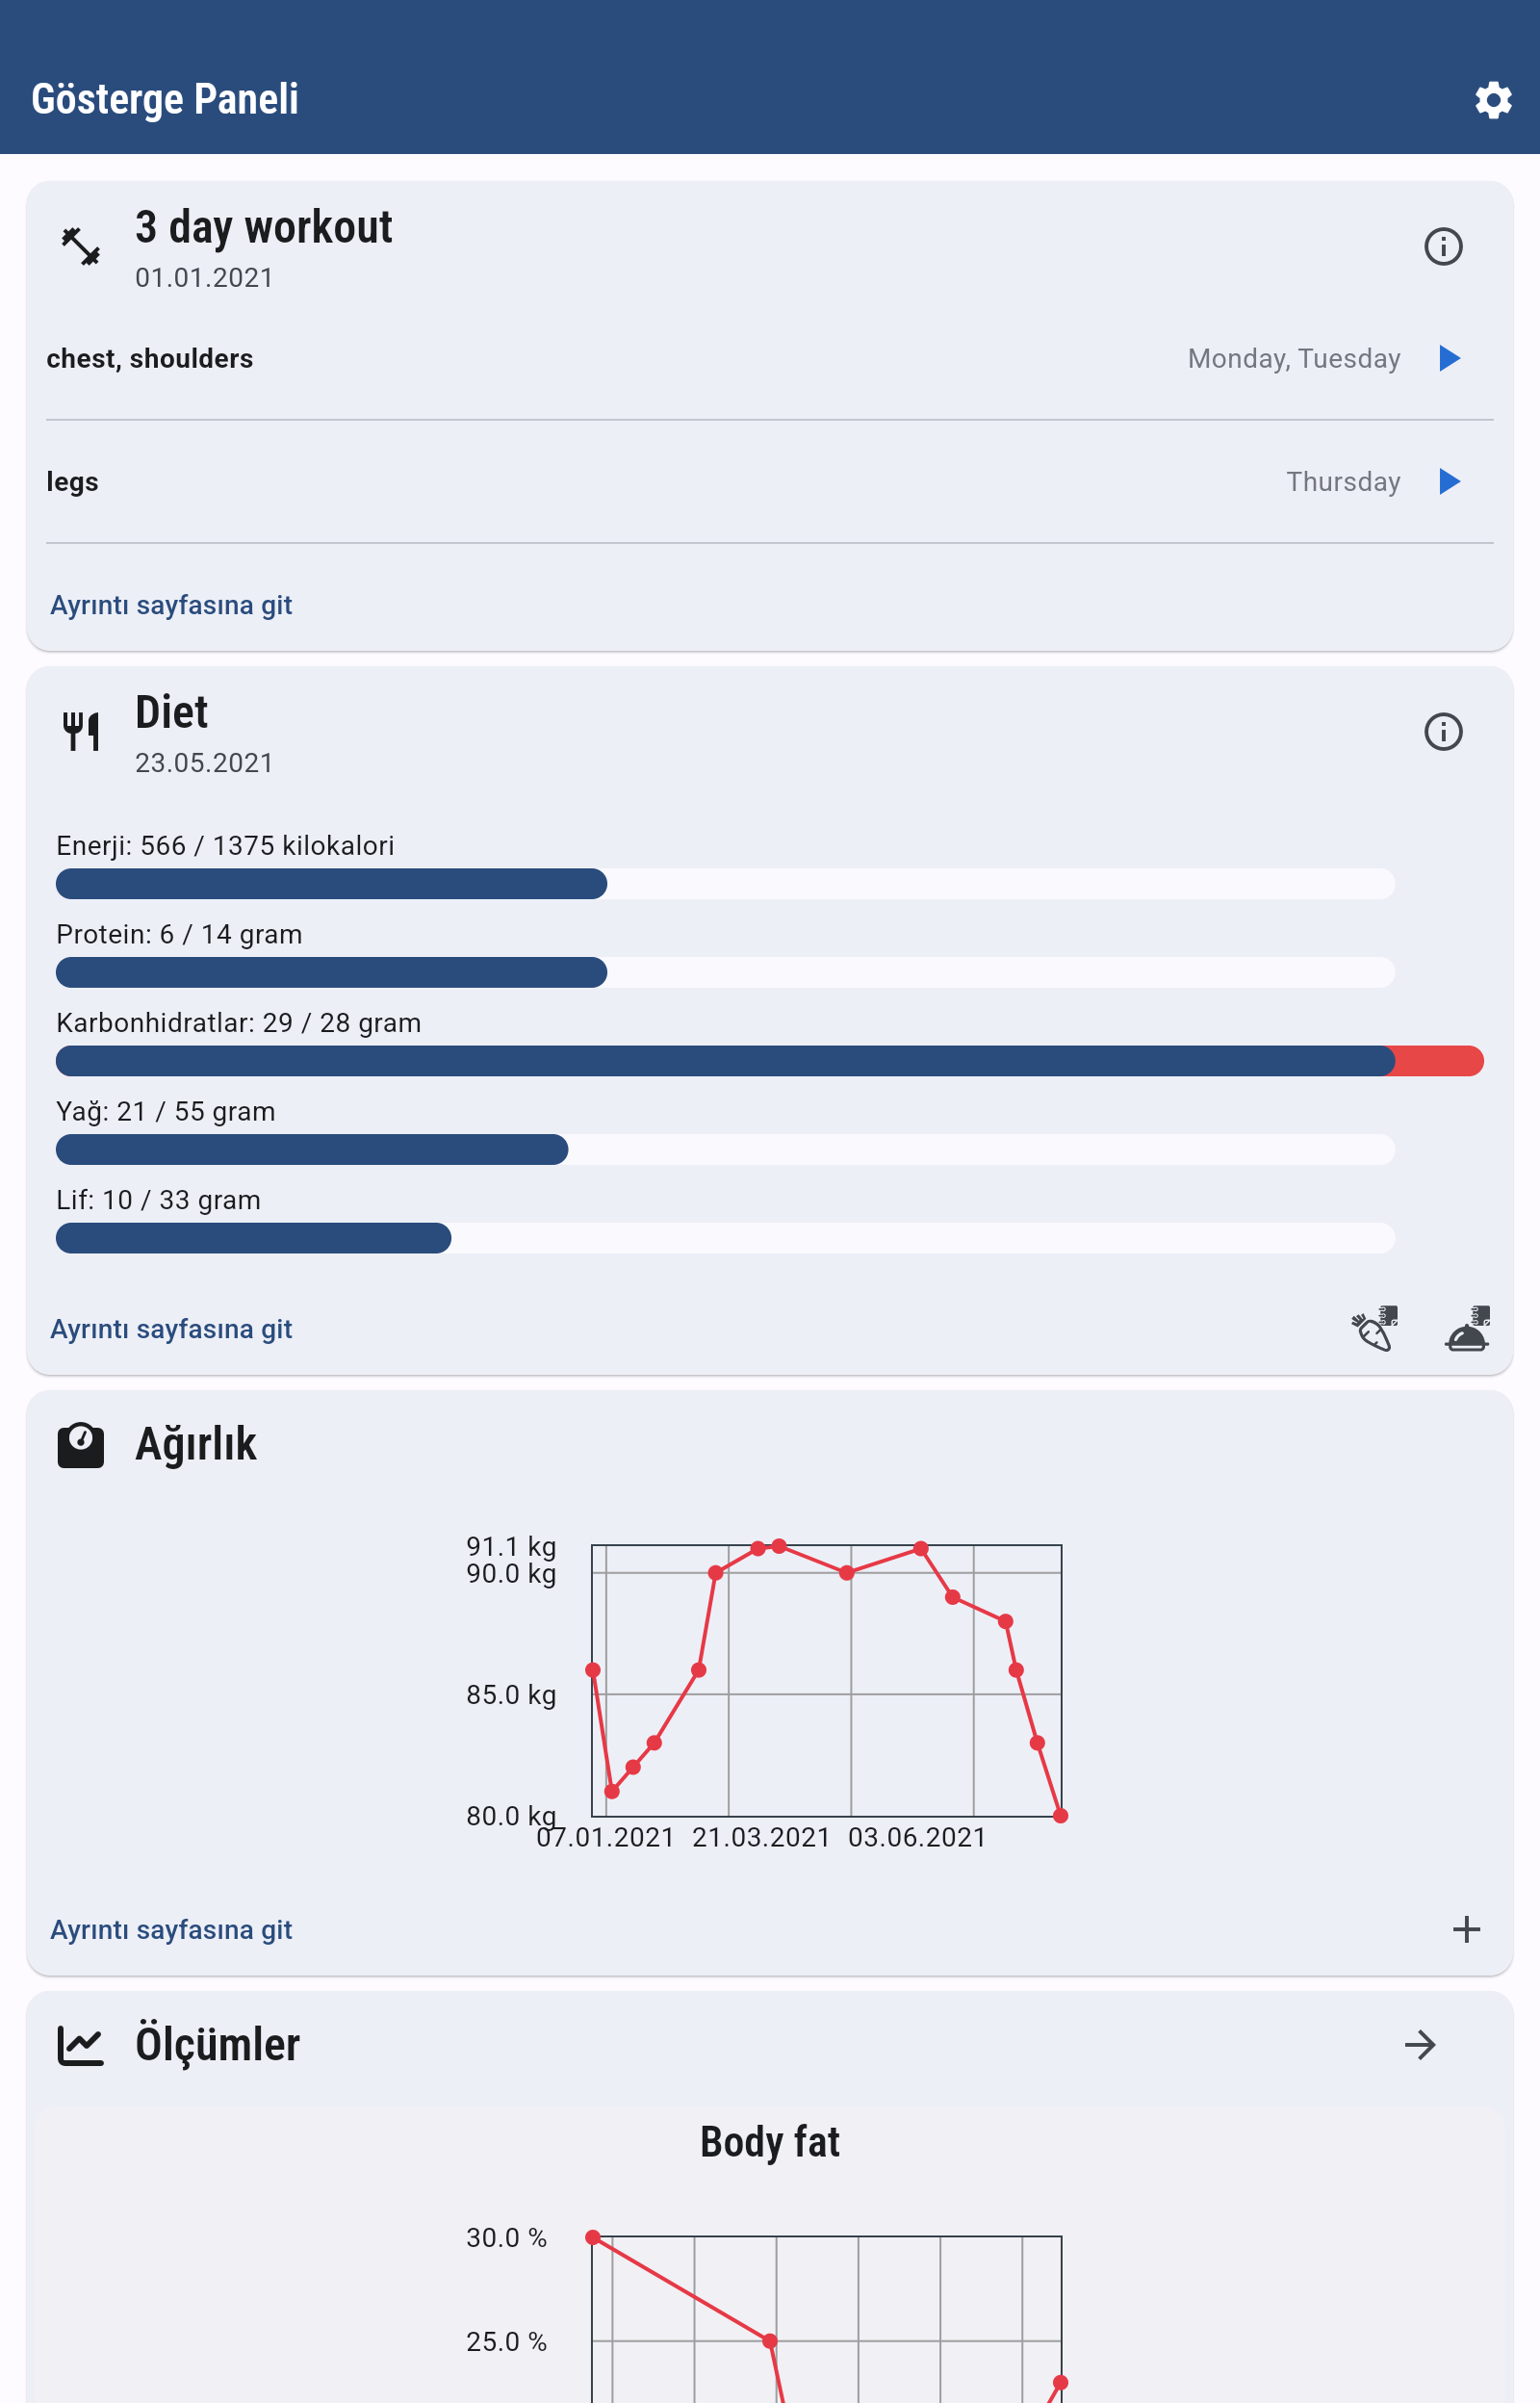 Gösterge Paneli
3 day workout
01.01.2021
chest, shoulders
Monday, Tuesday
legs
Thursday
Ayrıntı sayfasına git
Diet
23.05.2021
Enerji: 566 / 1375 kilokalori
Protein: 6 / 14 gram
Karbonhidratlar: 29 / 28 gram
Yağ: 21 / 55 gram
Lif: 10 / 33 gram
Ayrıntı sayfasına git
Ağırlık
91.1 kg
90.0 kg
85.0 kg
80.0 kg
07.01.2021 21.03.2021 03.06.2021
Ayrıntı sayfasına git
Ölçümler
Body fat
30.0 %
25.0 %